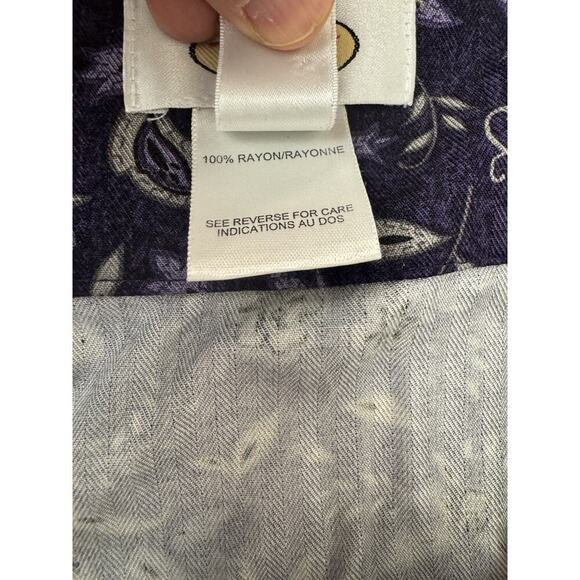 100% RAYON/RAYONNE
SEE REVERSE FOR CARE
INDICATIONS AU DOS